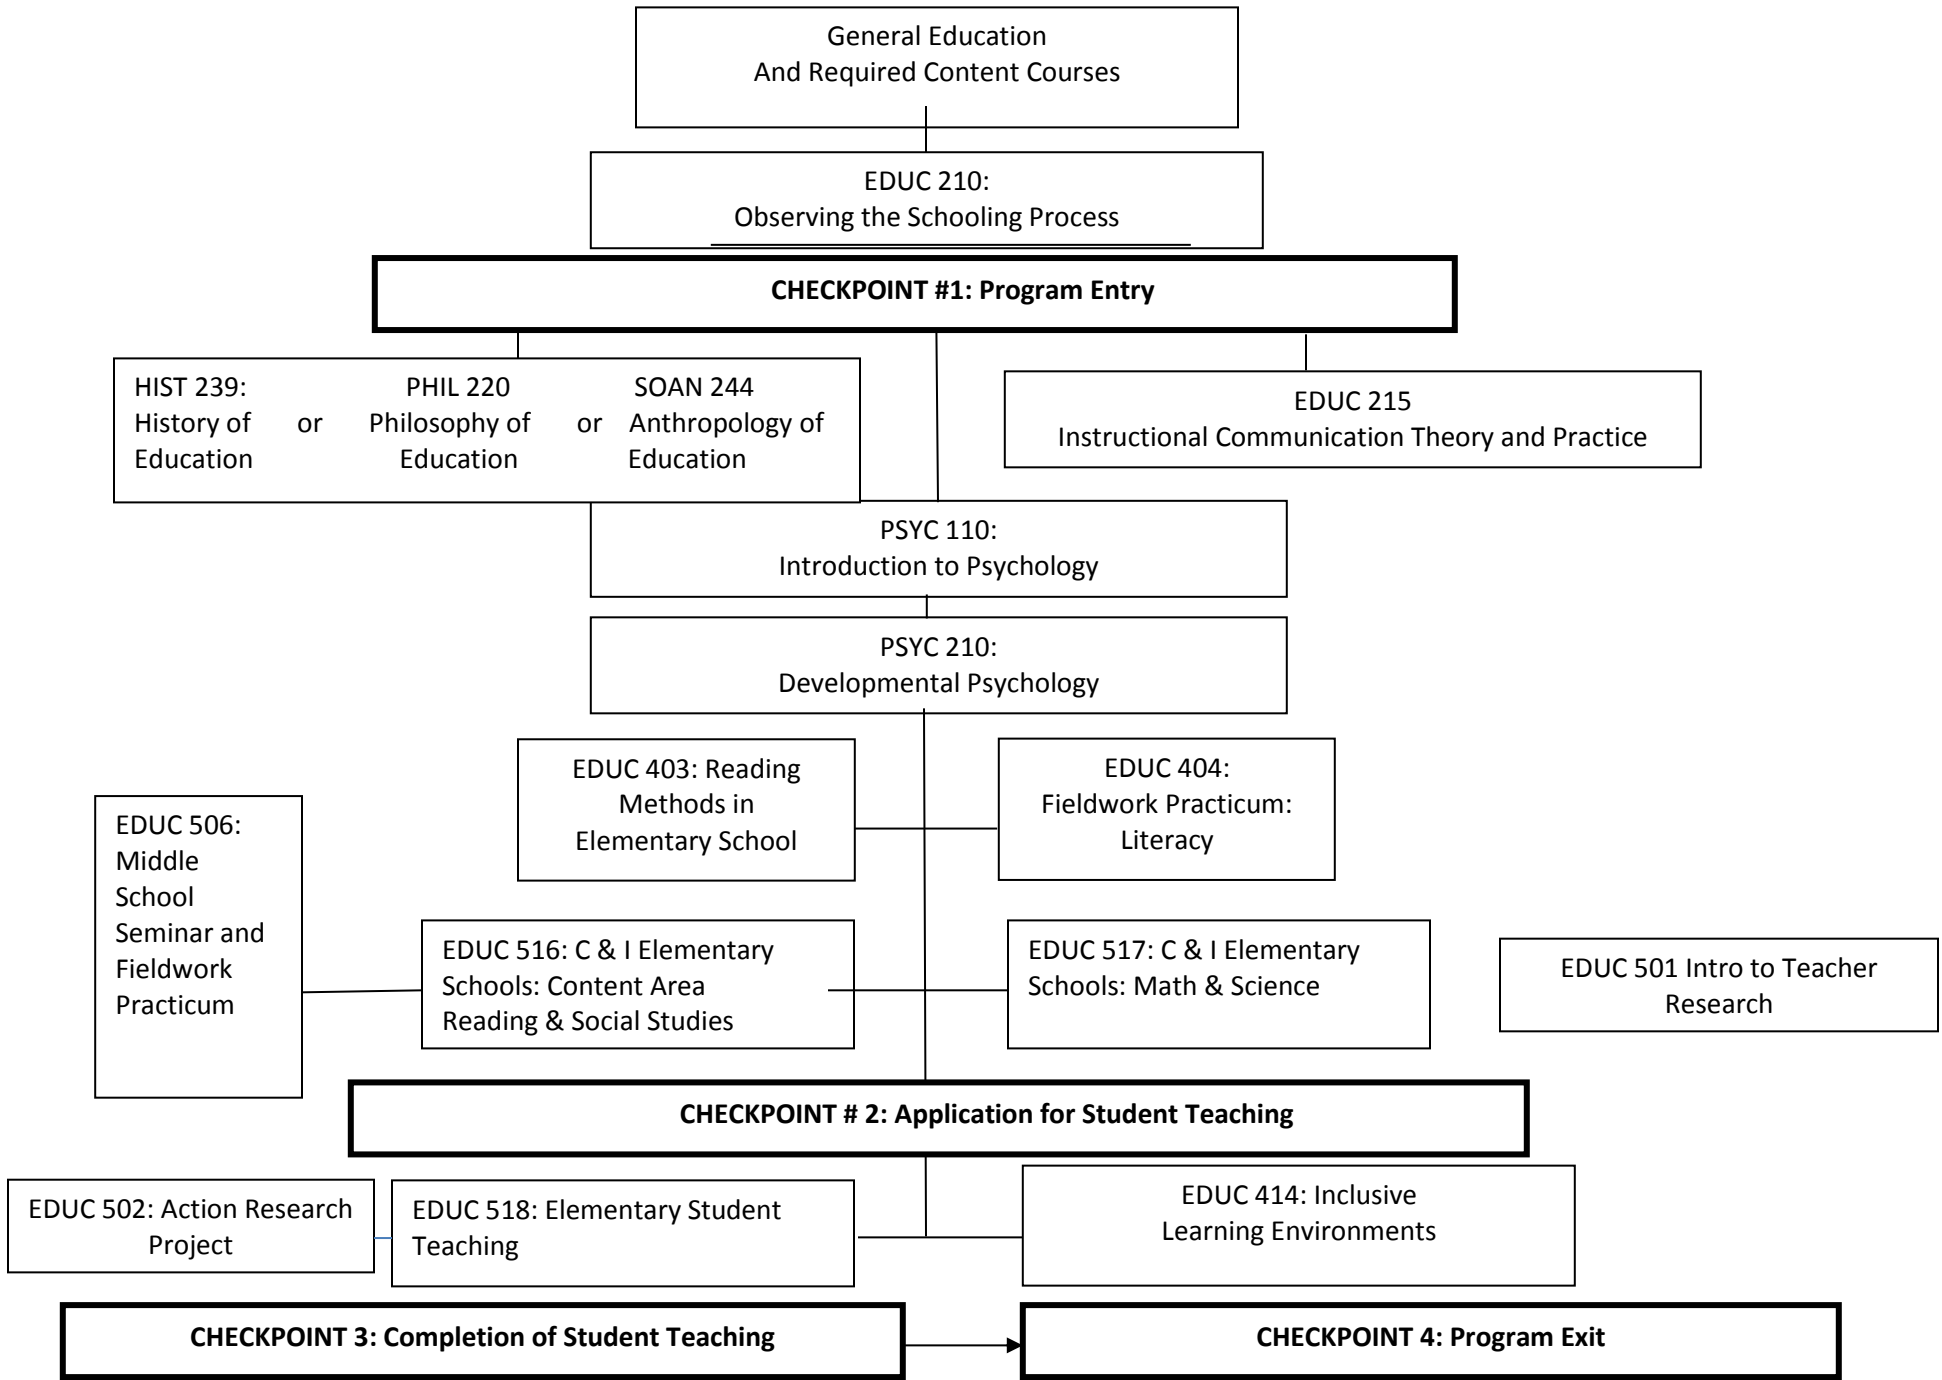 General Education
And Required Content Courses
EDUC 210:
Observing the Schooling Process
CHECKPOINT #1: Program Entry
HIST 239: PHIL 220 SOAN 244
History of or Philosophy of or Anthropology of
Education Education Education
EDUC 215
Instructional Communication Theory and Practice
PSYC 110:
Introduction to Psychology
PSYC 210:
Developmental Psychology
EDUC 403: Reading
Methods in
Elementary School
EDUC 404:
Fieldwork Practicum:
Literacy
EDUC 506:
Middle
School
Seminar and
Fieldwork
Practicum
EDUC 516: C & I Elementary
Schools: Content Area
Reading & Social Studies
EDUC 517: C & I Elementary
Schools: Math & Science
EDUC 501 Intro to Teacher
Research
CHECKPOINT # 2: Application for Student Teaching
EDUC 502: Action Research
Project
EDUC 518: Elementary Student
Teaching
EDUC 414: Inclusive
Learning Environments
CHECKPOINT 3: Completion of Student Teaching
CHECKPOINT 4: Program Exit